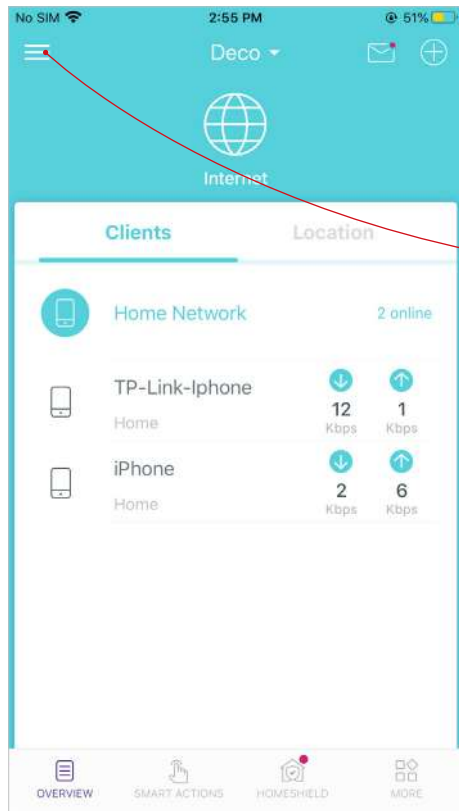 No SIM 2:55 PM 51%
Deco
Internet
Clients Location
Home Network 2 online
TP-Link-Iphone
12 1
Home Kbps Kbps
iPhone
2 6
Home Kbps Kbps
OVERVIEW SMART ACTIONS HOMESHIELD MORE